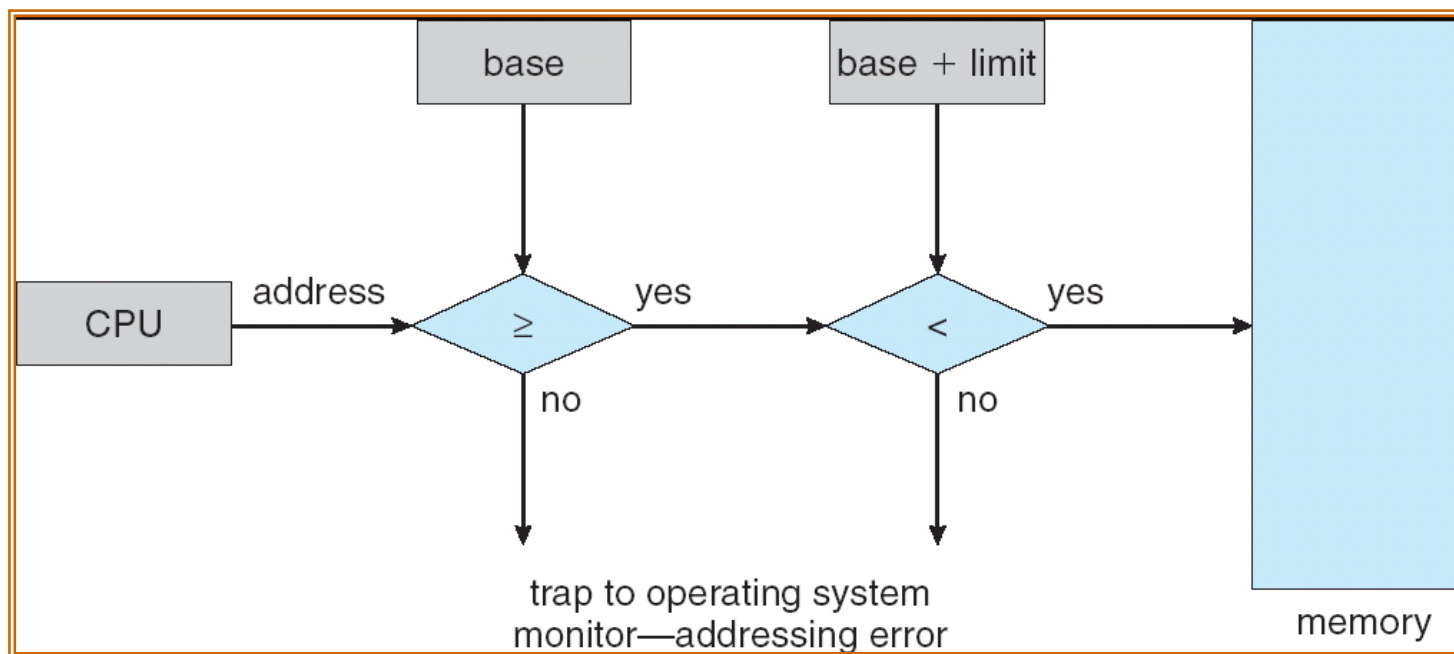 base
base + limit
CPU
address
≥
yes
<
yes
no
no
trap to operating system
monitor—addressing error
memory